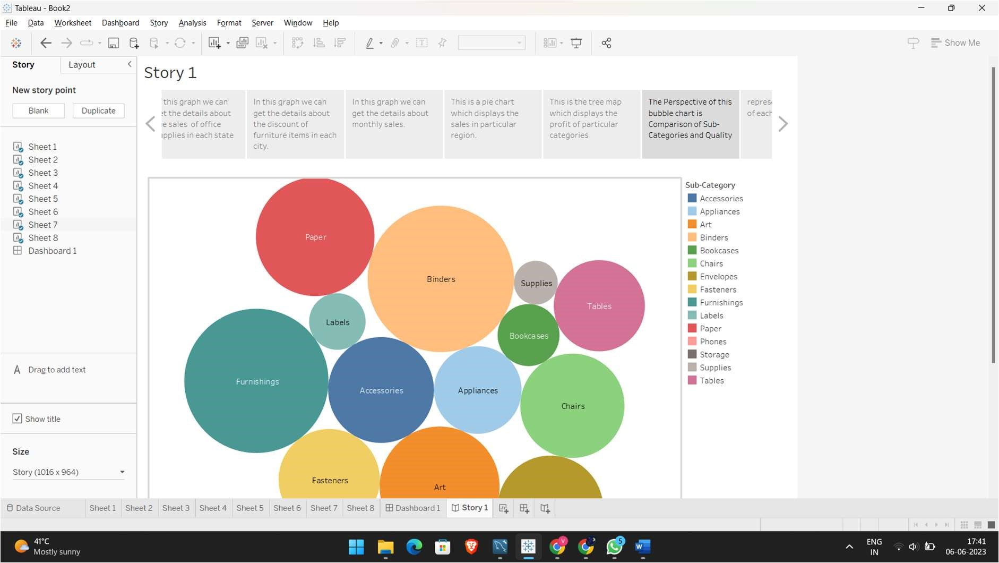 Tableau - Book2
File Data Worksheet Dashboard Story Analysis Format Server Window Help
Show Me
Story Layout
New story point
Blank Duplicate
Sheet 1
Sheet 2
Sheet 3
Sheet 4
Sheet 5
Sheet 6
Sheet 7
Sheet 8
Dashboard 1
A Drag to add text
Show title
Size
Story (1016 x 964)
Story 1
this graph we can
et the details about
e sales of office
pplies in each state
In this graph we can
get the details about
the discount of
furniture items in each
city.
In this graph we can
get the details about
monthly sales.
This is a pie chart
which displays the
sales in particular
region.
This is the tree map
which displays the
profit of particular
categories
The Perspective of this
bubble chart is
Comparison of Sub-
Categories and Quality
repres
of each
Paper
Binders
Supplies
Tables
Labels
Bookcases
Furnishings
Accessories
Appliances
Chairs
Fasteners
Art
Sub-Category
Accessories
Appliances
Art
Binders
Bookcases
Chairs
Envelopes
Fasteners
Furnishings
Labels
Paper
Phones
Storage
Supplies
Tables
Data Source Sheet 1 Sheet 2 Sheet 3 Sheet 4 Sheet 5 Sheet 6 Sheet 7 Sheet 8 Dashboard 1 Story 1
41°C
Mostly sunny
V
5
W
ENG
IN
17:41
06-06-2023